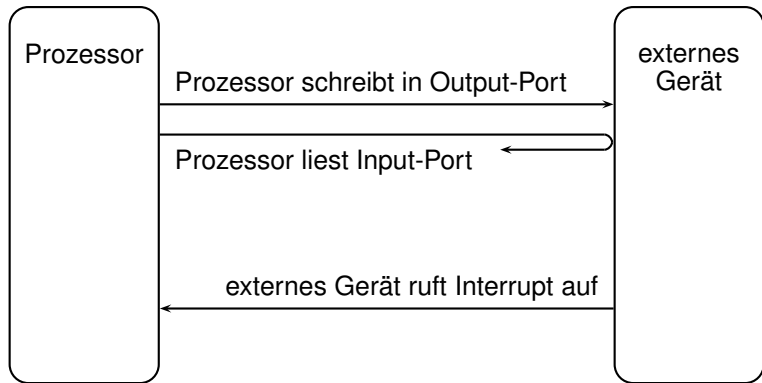 Prozessor
externes
Gerät
Prozessor schreibt in Output-Port
Prozessor liest Input-Port
externes Gerät ruft Interrupt auf